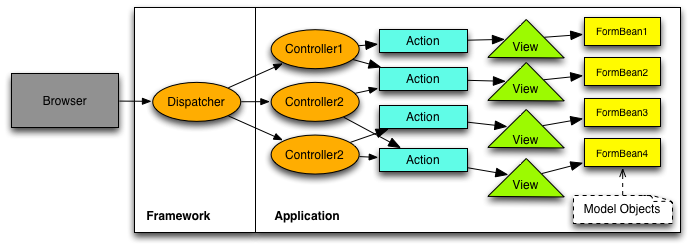 Browser
Dispatcher
Controller1
Controller2
Controller2
Action
Action
Action
Action
View
View
View
View
FormBean1
FormBean2
FormBean3
FormBean4
Model Objects
Framework
Application